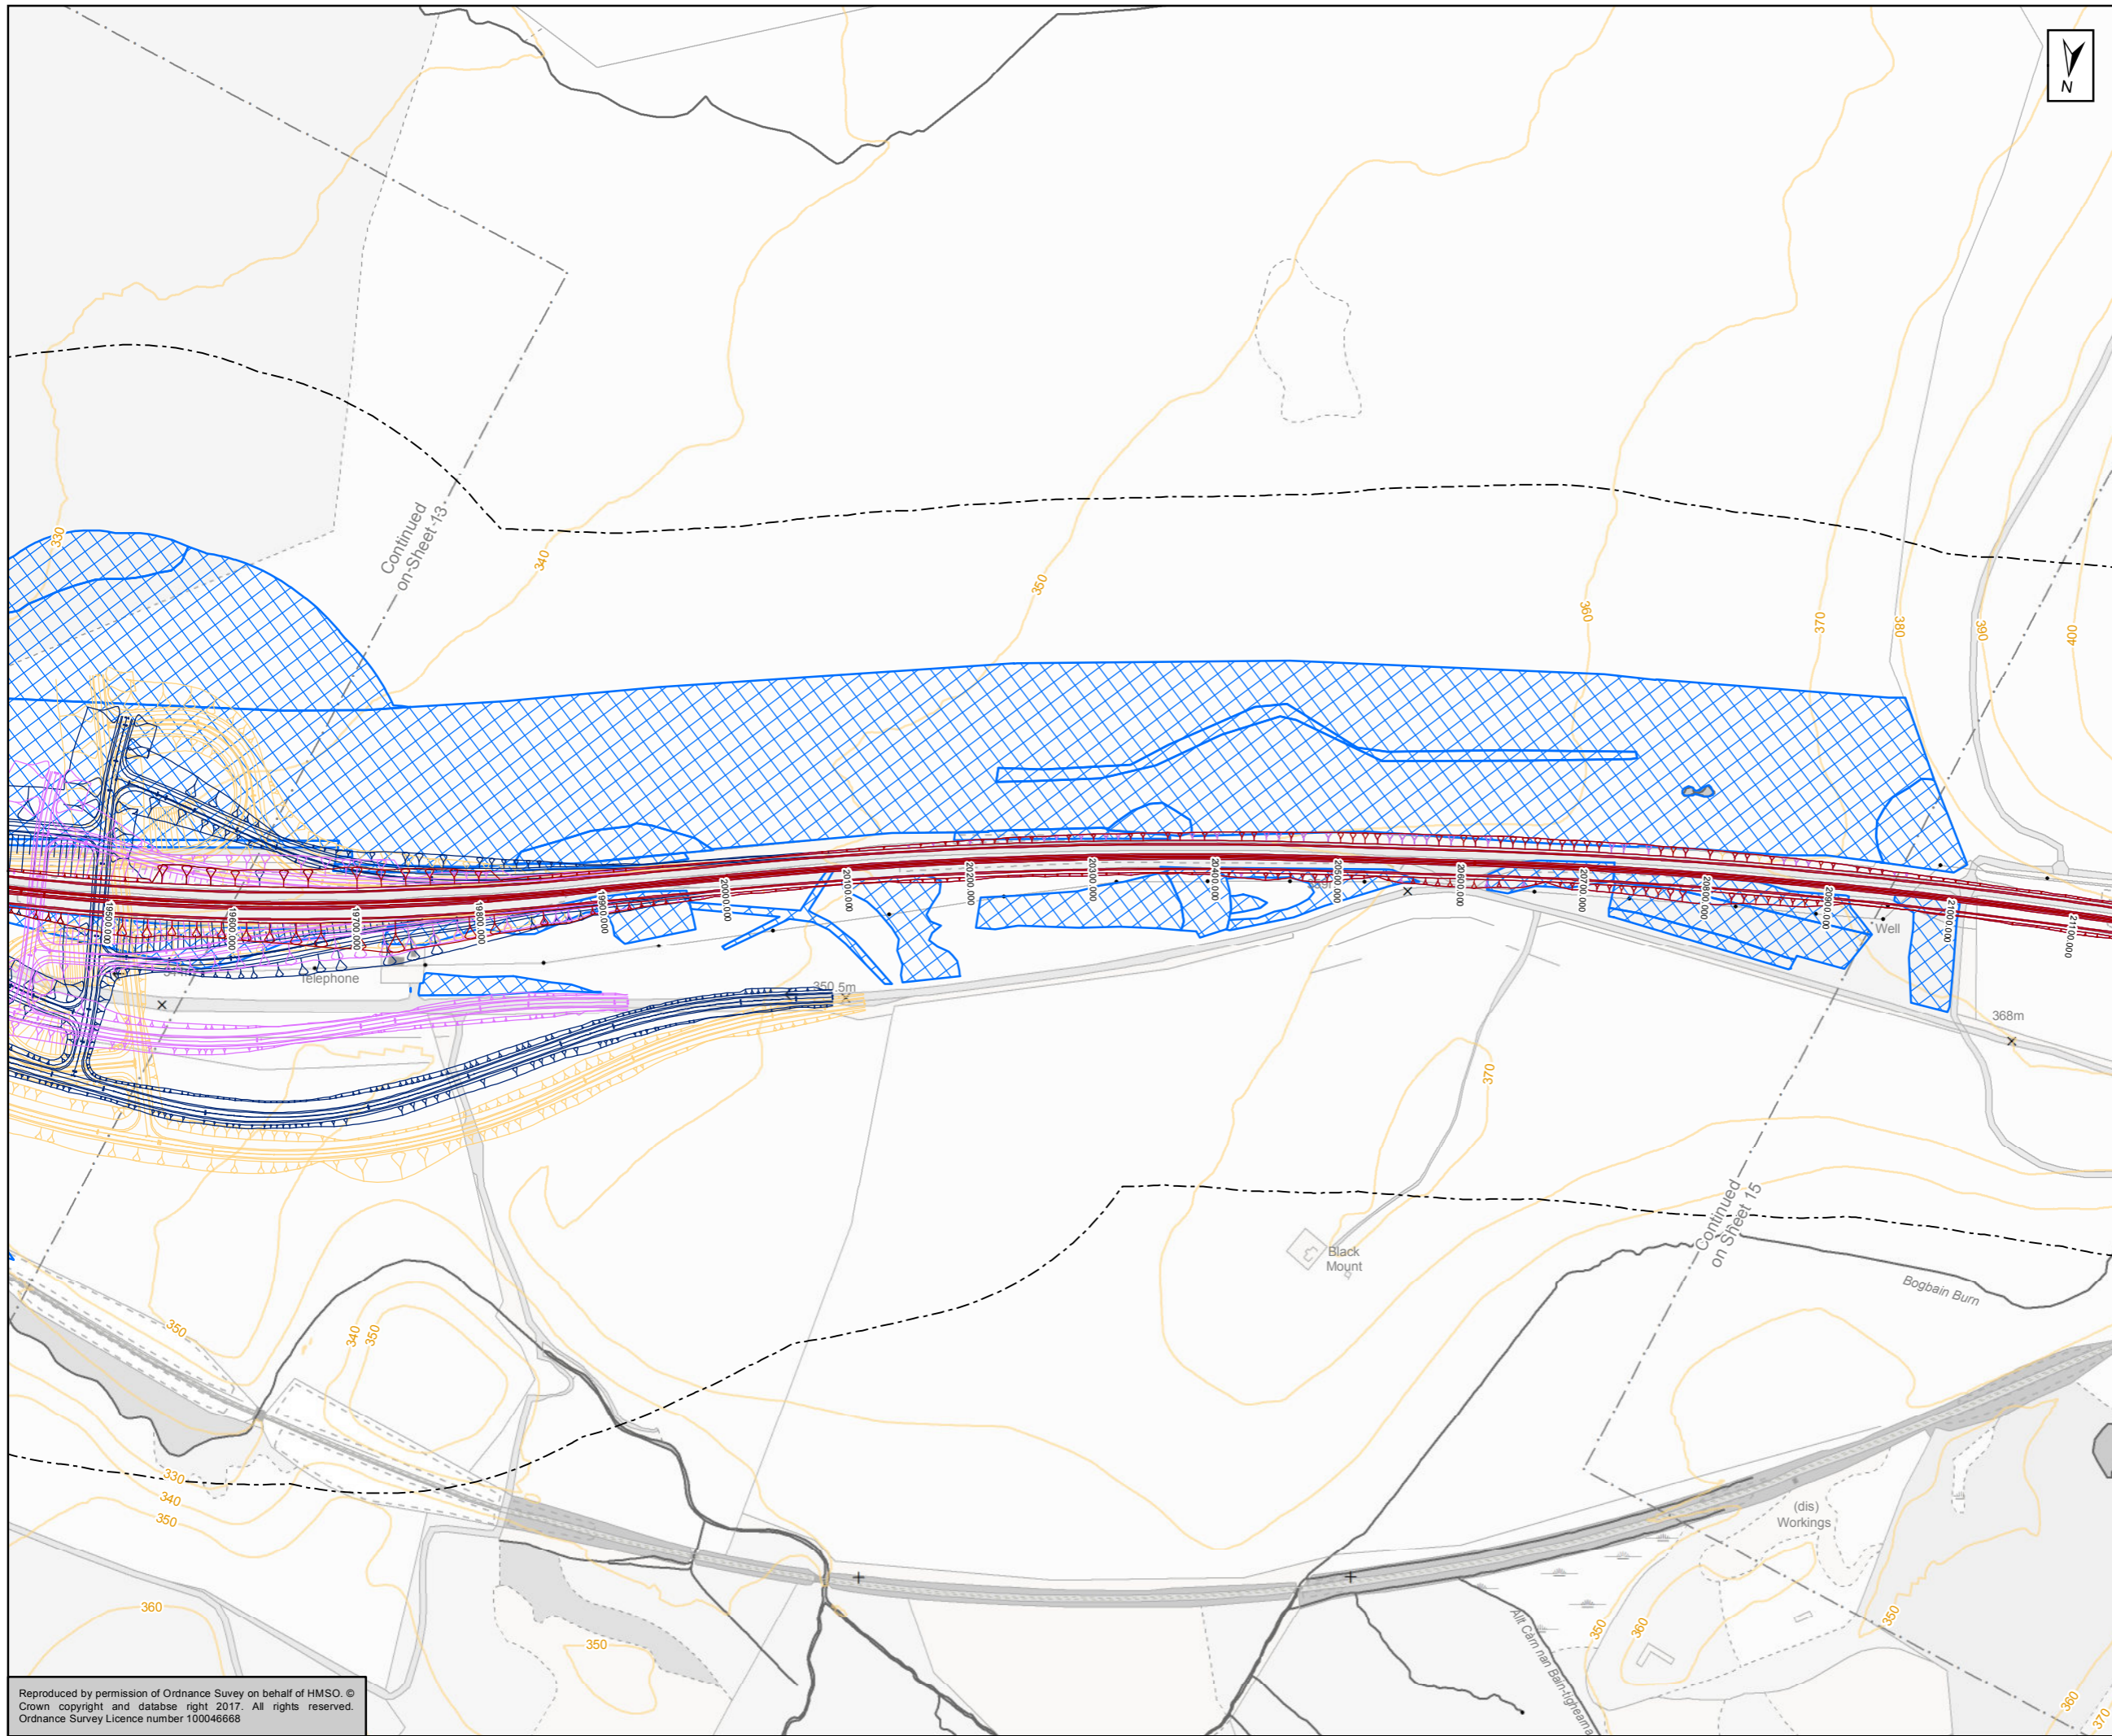 N
Continued
on Sheet 13
330
340
350
360
370
380
390
400
19500.000
19600.000
19700.000
19800.000
19900.000
20000.000
20100.000
20200.000
20300.000
20400.000
20500.000
20600.000
20700.000
20800.000
20900.000
21000.000
21100.000
Well
Telephone
350.5m
368m
370
Continued
on Sheet 15
Black
Mount
Bogbain Burn
350
340
350
330
340
350
(dis)
Workings
360
350
350
360
350
Allt Càrn nan Bain-tighearna
360
370
Reproduced by permission of Ordnance Suvey on behalf of HMSO. ©
Crown copyright and databse right 2017. All rights reserved.
Ordnance Survey Licence number 100046668